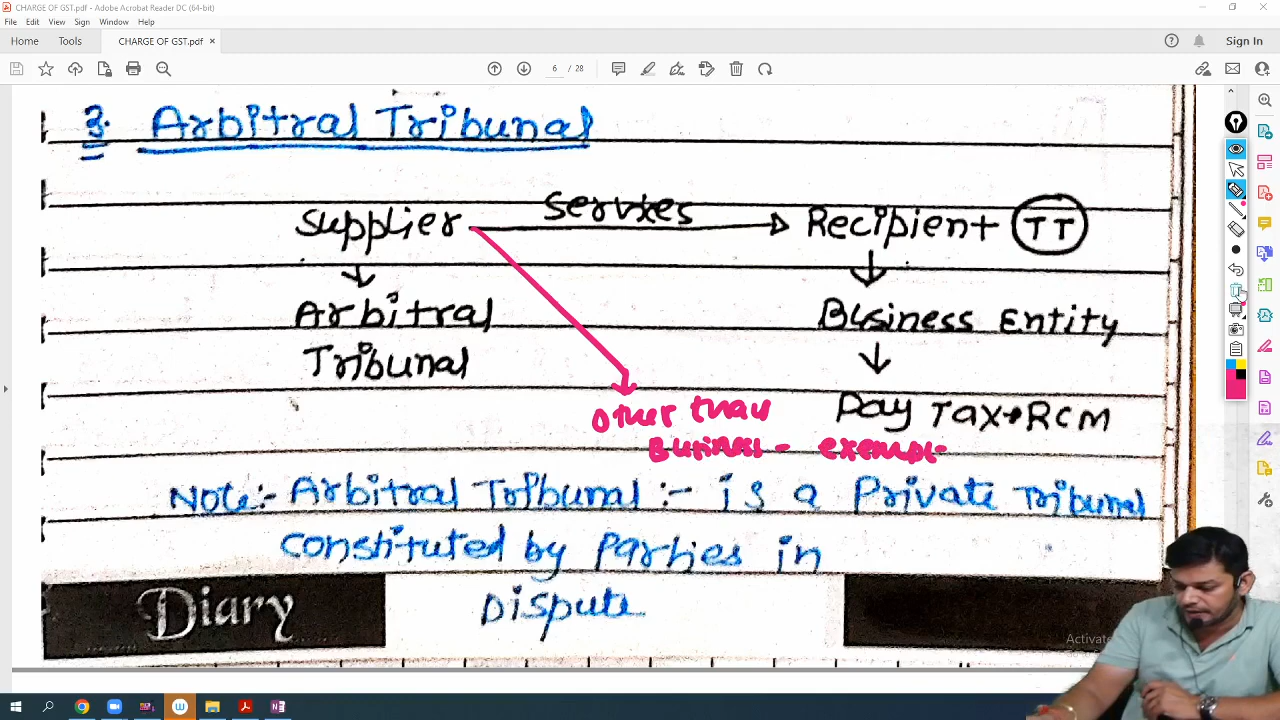 CHARGE OF GST.pdf - Adobe Acrobat Reader DC (64-bit)
File Edit View Sign Window Help
Home Tools CHARGE OF GST.pdf × Sign In
6 / 28
3. Arbitral Tribunal
Supplier Services Recipient TT
Arbitral Business Entity
Tribunal
Other than Pay Tax→RCM
Business - exempt
Note:- Arbitral Tribunal :- is a Private Tribunal
constituted by Parties in
Dispute
Diary
Activate